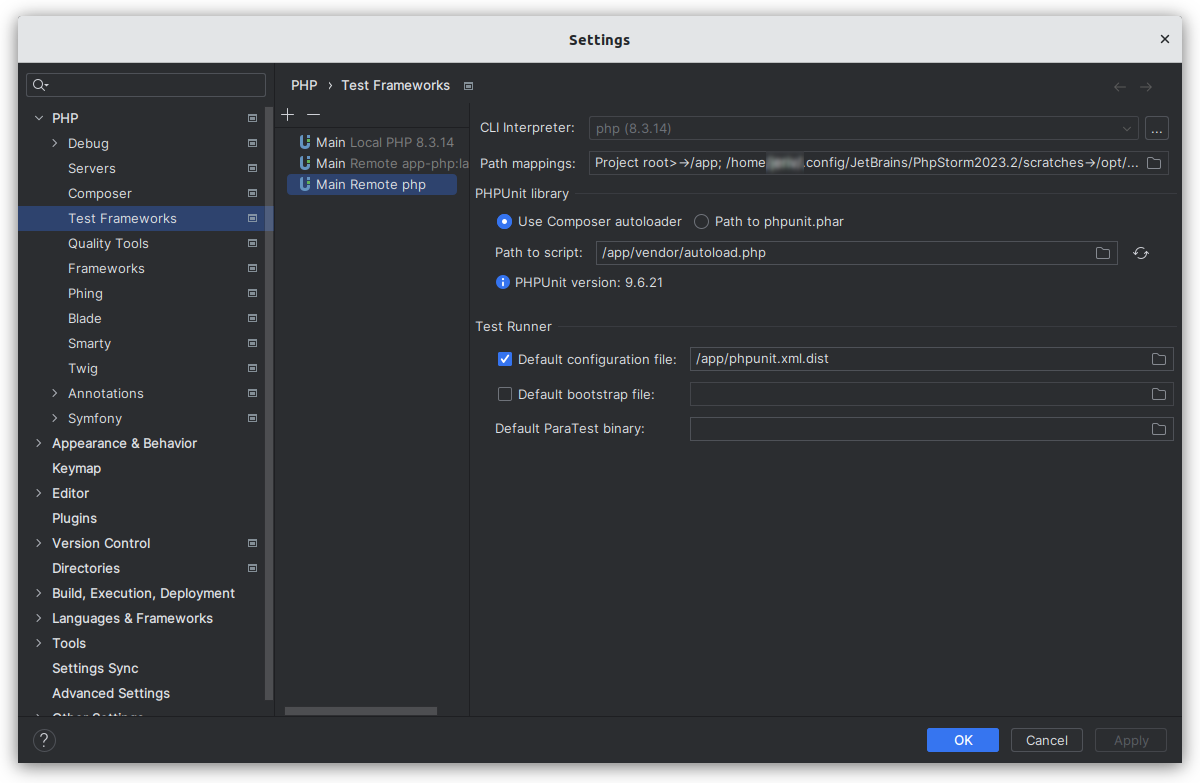 Settings
PHP › Test Frameworks
PHP
Debug
Servers
Composer
Test Frameworks
Quality Tools
Frameworks
Phing
Blade
Smarty
Twig
Annotations
Symfony
Appearance & Behavior
Keymap
Editor
Plugins
Version Control
Directories
Build, Execution, Deployment
Languages & Frameworks
Tools
Settings Sync
Advanced Settings
Other Settings
Main Local PHP 8.3.14
Main Remote app-php:la
Main Remote php
CLI Interpreter: php (8.3.14) ...
Path mappings: Project root>→/app; /home .config/JetBrains/PhpStorm2023.2/scratches→/opt/...
PHPUnit library
Use Composer autoloader Path to phpunit.phar
Path to script: /app/vendor/autoload.php
PHPUnit version: 9.6.21
Test Runner
Default configuration file: /app/phpunit.xml.dist
Default bootstrap file:
Default ParaTest binary:
? OK Cancel Apply